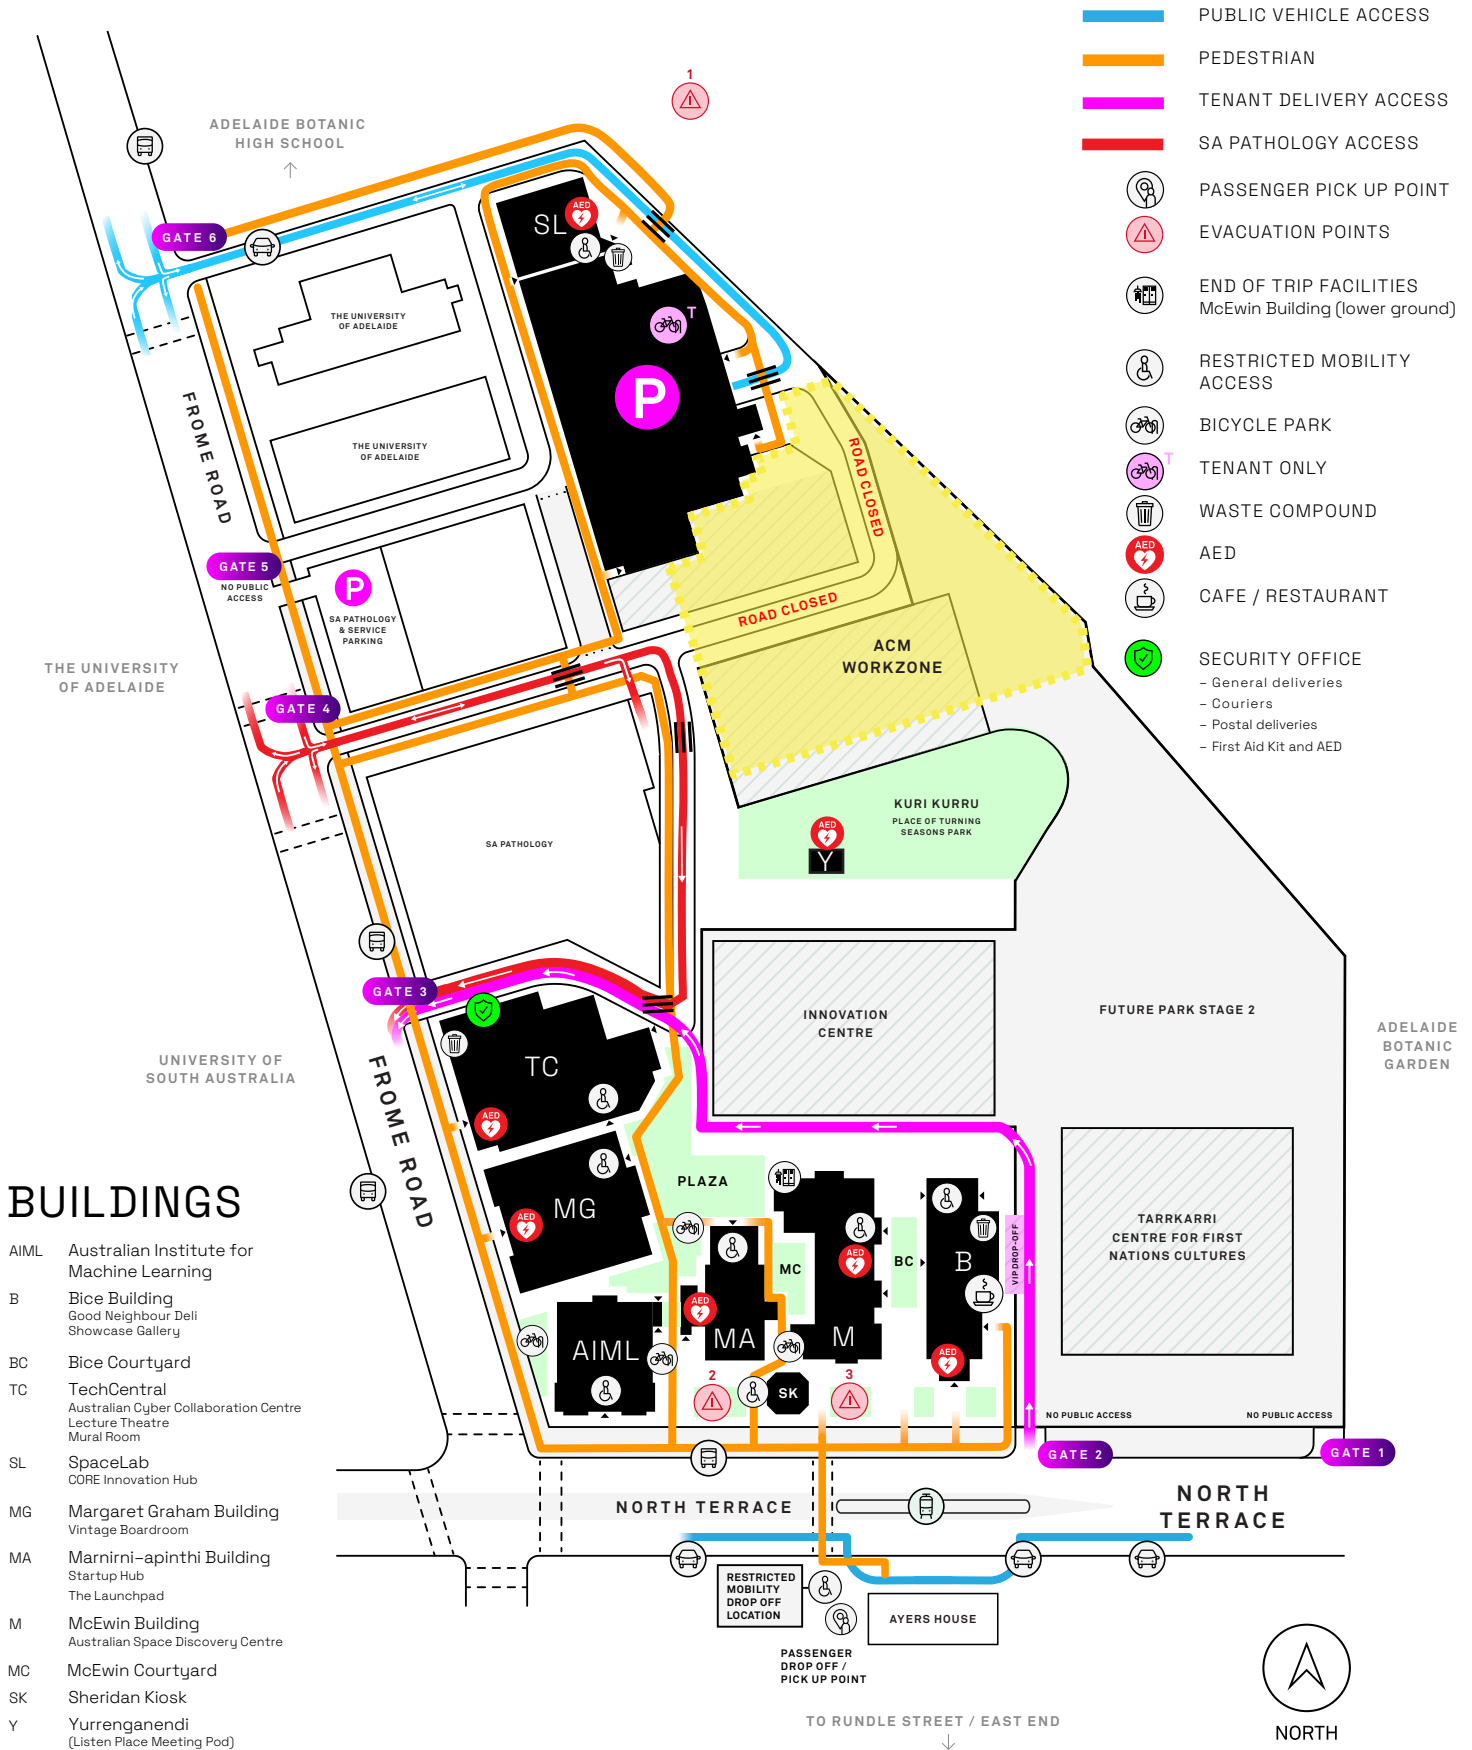 PUBLIC VEHICLE ACCESS
PEDESTRIAN
TENANT DELIVERY ACCESS
SA PATHOLOGY ACCESS
PASSENGER PICK UP POINT
EVACUATION POINTS
END OF TRIP FACILITIES
McEwin Building (lower ground)
RESTRICTED MOBILITY
ACCESS
BICYCLE PARK
T
TENANT ONLY
WASTE COMPOUND
AED
AED
CAFE / RESTAURANT
SECURITY OFFICE
– General deliveries
– Couriers
– Postal deliveries
– First Aid Kit and AED
1
ADELAIDE BOTANIC
HIGH SCHOOL
GATE 6
SL
AED
THE UNIVERSITY
OF ADELAIDE
T
P
THE UNIVERSITY
OF ADELAIDE
FROME ROAD
ROAD CLOSED
GATE 5
NO PUBLIC
ACCESS
P
SA PATHOLOGY
& SERVICE
PARKING
ROAD CLOSED
ACM
WORKZONE
THE UNIVERSITY
OF ADELAIDE
GATE 4
KURI KURRU
PLACE OF TURNING
SEASONS PARK
AED
Y
SA PATHOLOGY
GATE 3
INNOVATION
CENTRE
FUTURE PARK STAGE 2
ADELAIDE
BOTANIC
GARDEN
UNIVERSITY OF
SOUTH AUSTRALIA
TC
AED
FROME ROAD
PLAZA
MG
AED
TARRKARRI
CENTRE FOR FIRST
NATIONS CULTURES
VIP DROP-OFF
MC
AED
BC
B
AED
MA
M
AIML
AED
2
3
SK
NO PUBLIC ACCESS
NO PUBLIC ACCESS
GATE 2
GATE 1
NORTH TERRACE
NORTH
TERRACE
RESTRICTED
MOBILITY
DROP OFF
LOCATION
AYERS HOUSE
PASSENGER
DROP OFF /
PICK UP POINT
TO RUNDLE STREET / EAST END
NORTH
BUILDINGS
AIML Australian Institute for
Machine Learning
B Bice Building
Good Neighbour Deli
Showcase Gallery
BC Bice Courtyard
TC TechCentral
Australian Cyber Collaboration Centre
Lecture Theatre
Mural Room
SL SpaceLab
CORE Innovation Hub
MG Margaret Graham Building
Vintage Boardroom
MA Marnirni-apinthi Building
Startup Hub
The Launchpad
M McEwin Building
Australian Space Discovery Centre
MC McEwin Courtyard
SK Sheridan Kiosk
Y Yurrenganendi
(Listen Place Meeting Pod)